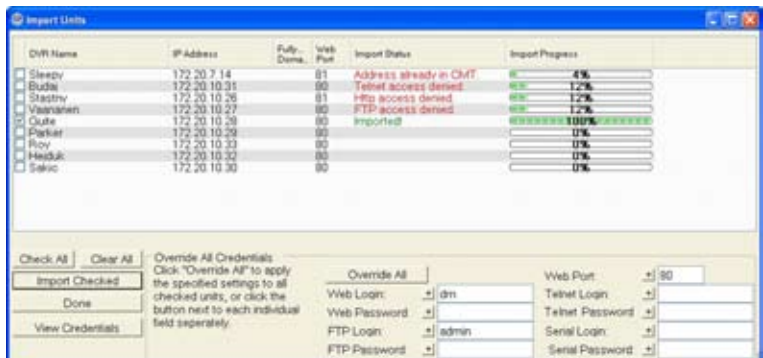 Import Units
DVR Name IP Address Fully... Doma... Web Port Import Status Import Progress
Sleepy 172.20.7.14 81 Address already in CMT. 4%
Budai 172.20.10.31 80 Telnet access denied. 12%
Stastny 172.20.10.26 81 Http access denied. 12%
Vaananen 172.20.10.27 80 FTP access denied. 12%
Quite 172.20.10.28 80 Imported! 100%
Parker 172.20.10.29 80 0%
Roy 172.20.10.33 80 0%
Hejduk 172.20.10.32 80 0%
Sakic 172.20.10.30 80 0%
Check All Clear All
Import Checked
Done
View Credentials
Override All Credentials
Click "Override All" to apply
the specified settings to all
checked units, or click the
button next to each individual
field seperately.
Override All
Web Login: + dm
Web Password +
FTP Login: + admin
FTP Password +
Web Port: + 80
Telnet Login: +
Telnet Password +
Serial Login: +
Serial Password +